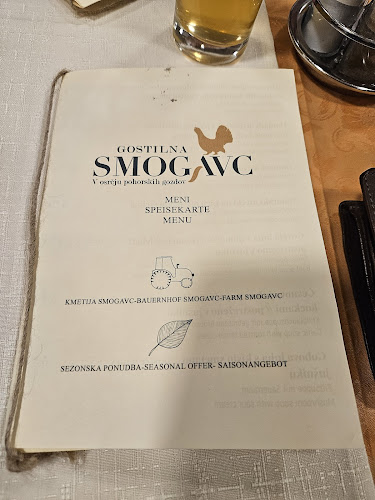 GOSTILNA
SMOGAVC
V osrčju pohorskih gozdov
MENI
SPEISEKARTE
MENU
KMETIJA SMOGAVC-BAUERNHOF SMOGAVC-FARM SMOGAVC
SEZONSKA PONUDBA-SEASONAL OFFER- SAISONANGEBOT